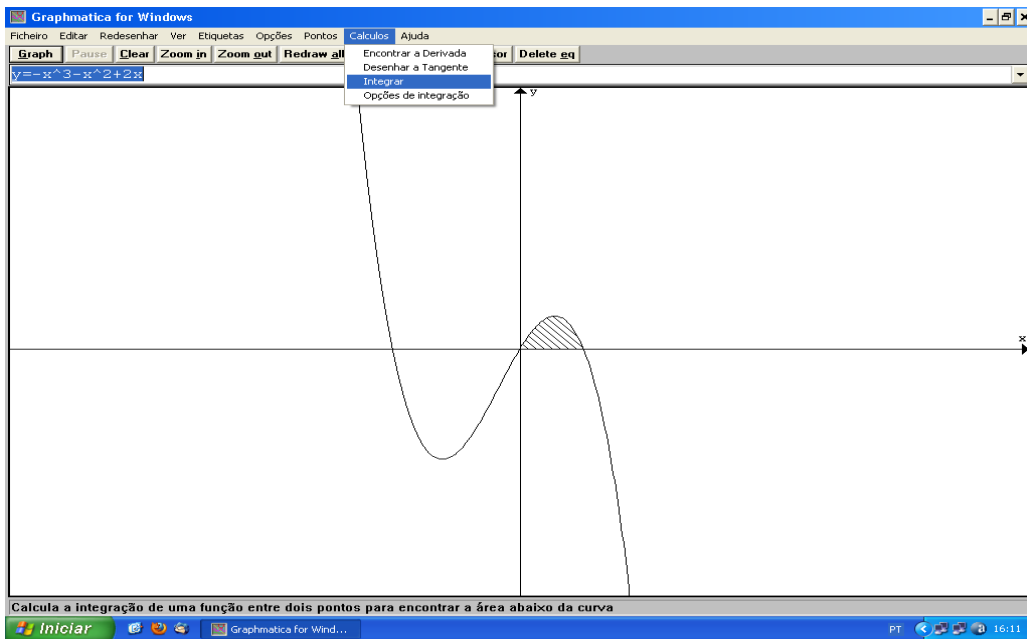 Graphmatica for Windows
Ficheiro Editar Redesenhar Ver Etiquetas Opções Pontos Calculos Ajuda
Graph Pause Clear Zoom in Zoom out Redraw all Delete eq
y=-x^3-x^2+2x
Encontrar a Derivada
Desenhar a Tangente
Integrar
Opções de integração
y
x
Calcula a integração de uma função entre dois pontos para encontrar a área abaixo da curva
Iniciar Graphmatica for Wind... PT 16:11